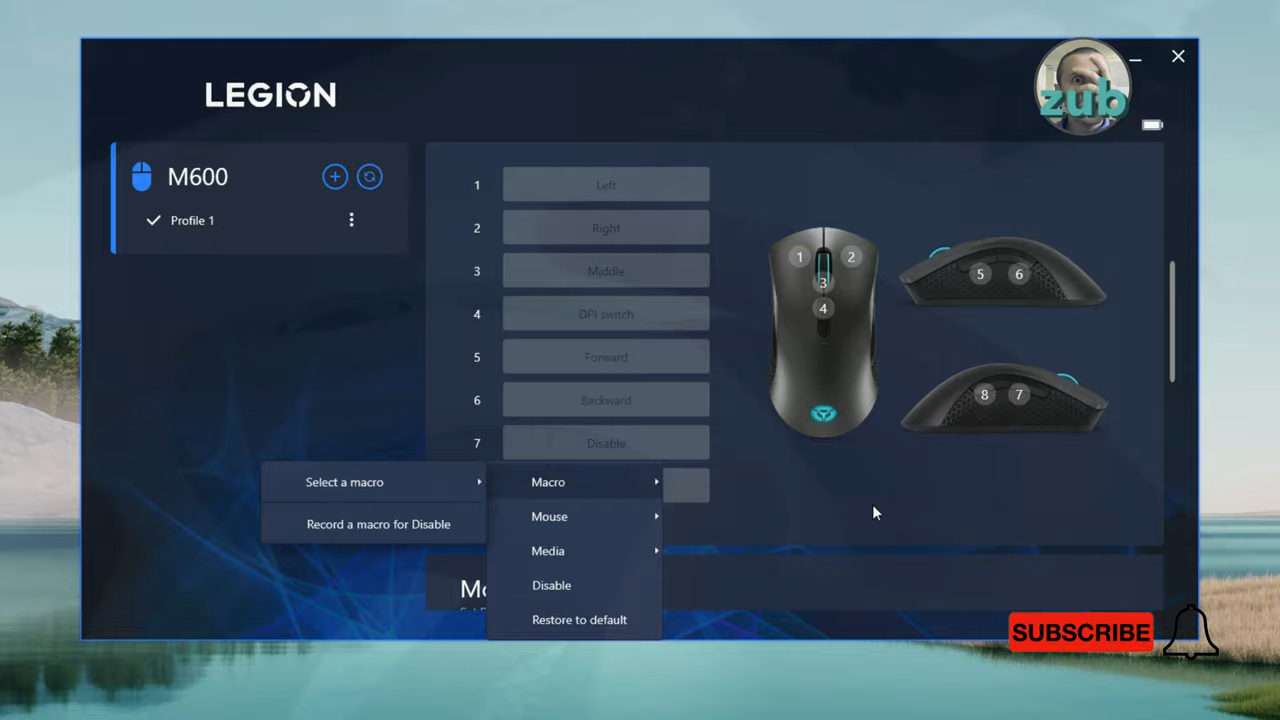 LEGION
zub
M600
Profile 1
1 Left
2 Right
3 Middle
4 DPI switch
5 Forward
6 Backward
7 Disable
1
2
3
4
5
6
8
7
Select a macro
Record a macro for Disable
Macro
Mouse
Media
Disable
Restore to default
SUBSCRIBE